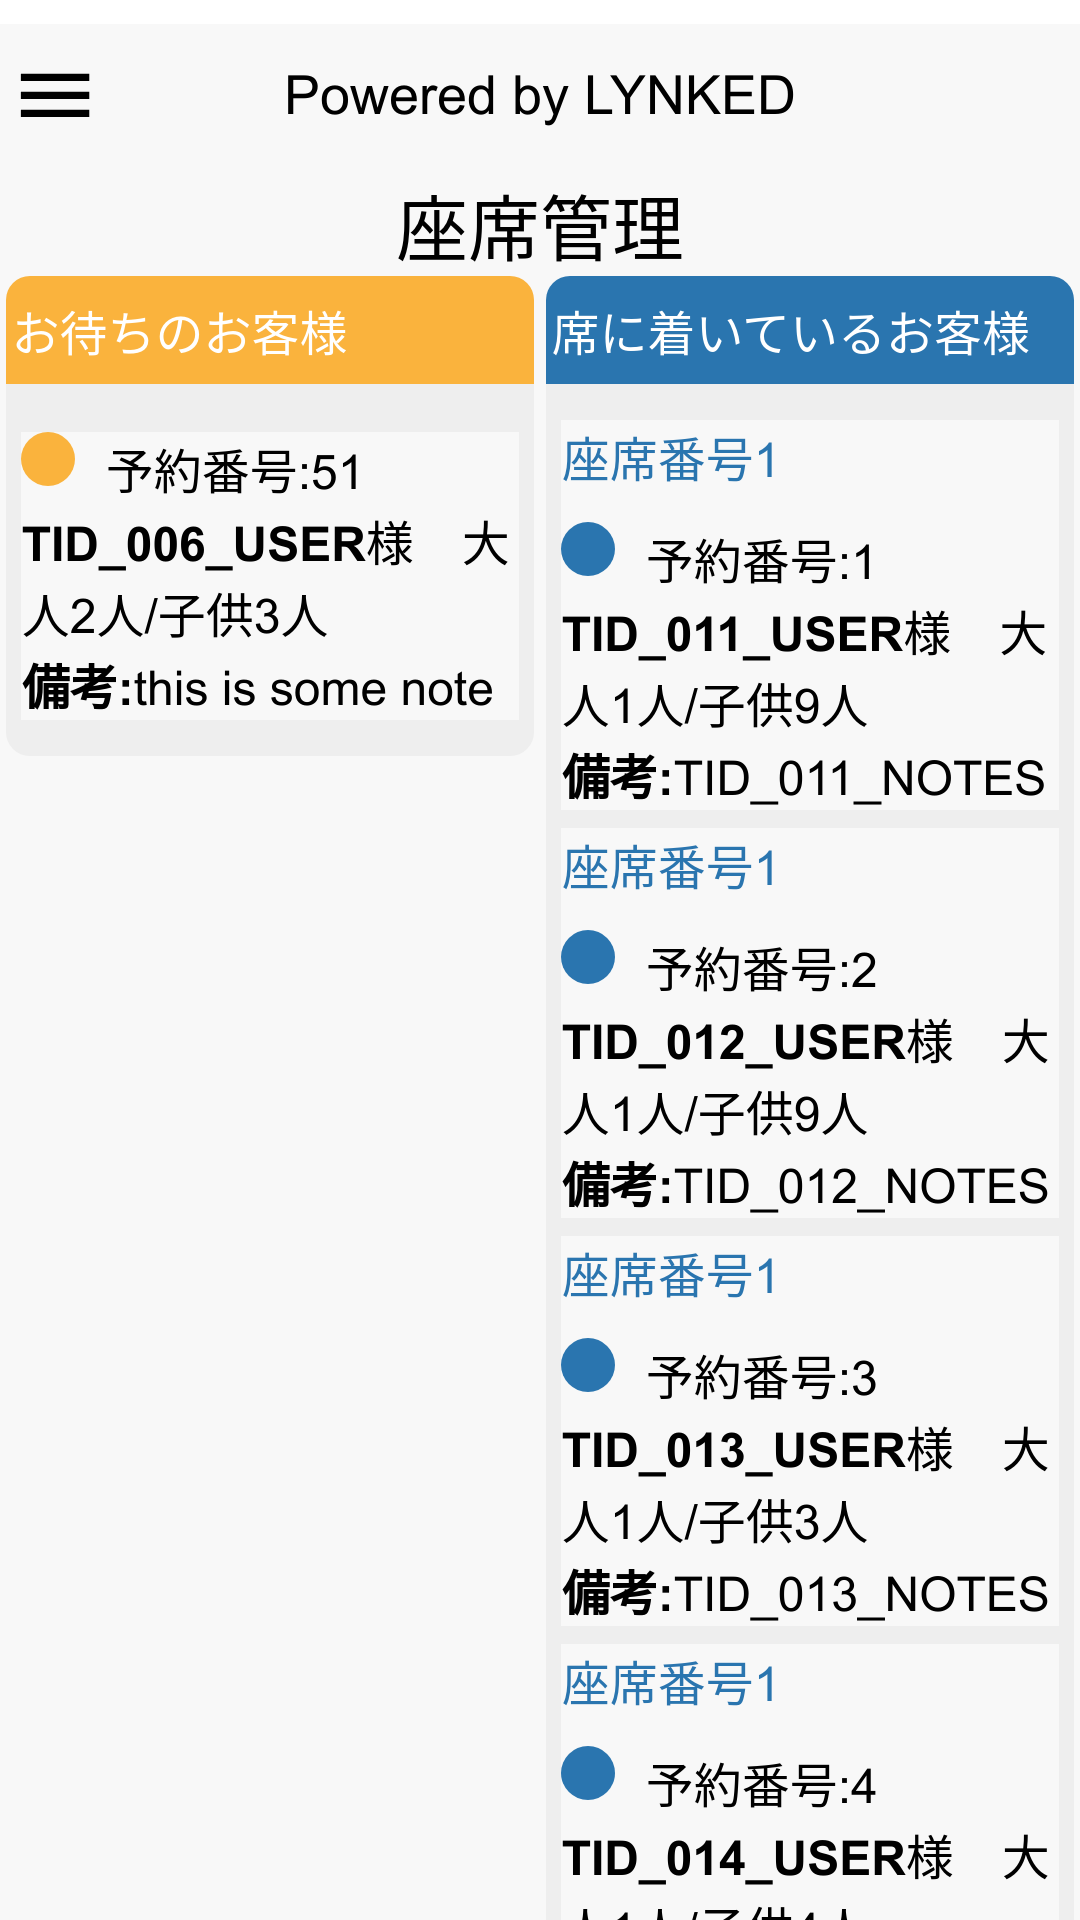 Powered by LYNKED
座席管理
お待ちのお客様
予約番号:51
TID_006_USER様　大
人2人/子供3人
備考:this is some note
席に着いているお客様
座席番号1
予約番号:1
TID_011_USER様　大
人1人/子供9人
備考:TID_011_NOTES
座席番号1
予約番号:2
TID_012_USER様　大
人1人/子供9人
備考:TID_012_NOTES
座席番号1
予約番号:3
TID_013_USER様　大
人1人/子供3人
備考:TID_013_NOTES
座席番号1
予約番号:4
TID_014_USER様　大
人1人/子供4人